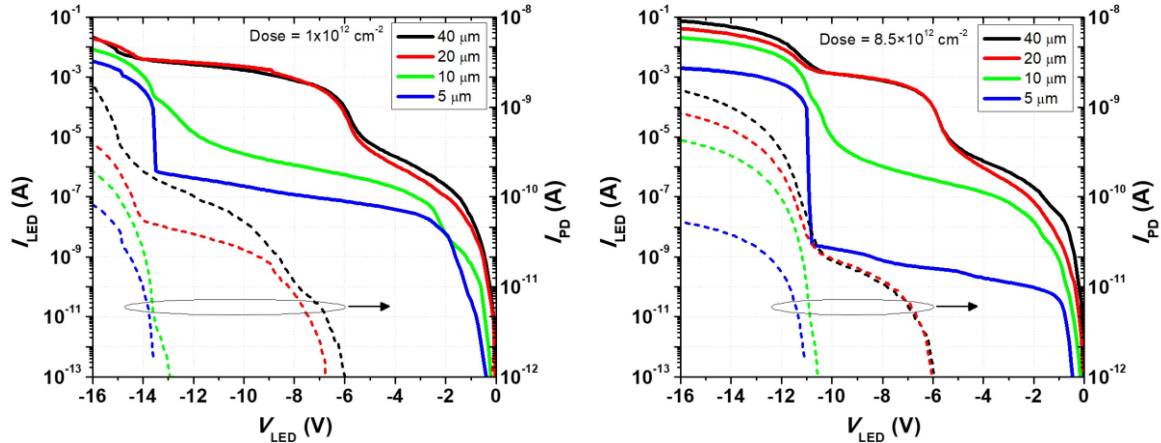 Dose = 1x10¹² cm⁻²
40 μm
20 μm
10 μm
5 μm
10⁻¹
10⁻³
10⁻⁵
10⁻⁷
10⁻⁹
10⁻¹¹
10⁻¹³
I_LED (A)
10⁻⁸
10⁻⁹
10⁻¹⁰
10⁻¹¹
10⁻¹²
I_PD (A)
-16 -14 -12 -10 -8 -6 -4 -2 0
V_LED (V)
Dose = 8.5×10¹² cm⁻²
40 μm
20 μm
10 μm
5 μm
10⁻¹
10⁻³
10⁻⁵
10⁻⁷
10⁻⁹
10⁻¹¹
10⁻¹³
I_LED (A)
10⁻⁸
10⁻⁹
10⁻¹⁰
10⁻¹¹
10⁻¹²
I_PD (A)
-16 -14 -12 -10 -8 -6 -4 -2 0
V_LED (V)